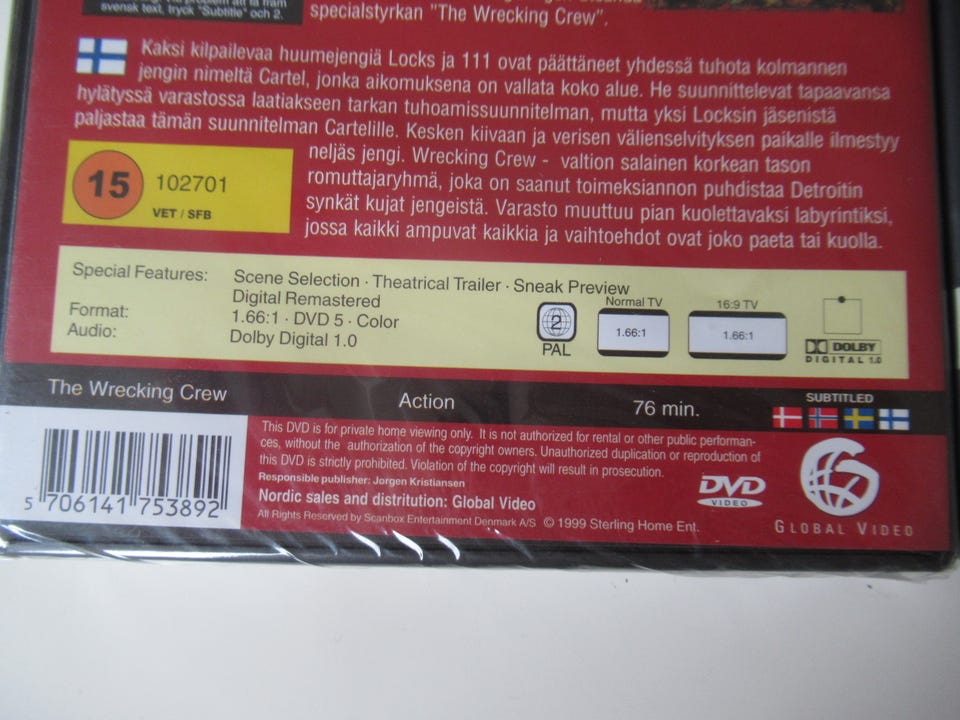 svensk text, tryck "Subtitle" och 2.
specialstyrkan "The Wrecking Crew".
Kaksi kilpailevaa huumejengiä Locks ja 111 ovat päättäneet yhdessä tuhota kolmannen
jengin nimeltä Cartel, jonka aikomuksena on vallata koko alue. He suunnittelevat tapaavansa
hylätyssä varastossa laatiakseen tarkan tuhoamissuunnitelman, mutta yksi Locksin jäsenistä
paljastaa tämän suunnitelman Cartelille. Kesken kiivaan ja verisen välienselvityksen paikalle ilmestyy
neljäs jengi. Wrecking Crew - valtion salainen korkean tason
romuttajaryhmä, joka on saanut toimeksiannon puhdistaa Detroitin
synkät kujat jengeistä. Varasto muuttuu pian kuolettavaksi labyrintiksi,
jossa kaikki ampuvat kaikkia ja vaihtoehdot ovat joko paeta tai kuolla.
15 102701
VET / SFB
Special Features: Scene Selection · Theatrical Trailer · Sneak Preview
Digital Remastered
Format: 1.66:1 · DVD 5 · Color
Audio: Dolby Digital 1.0
2
PAL
Normal TV
1.66:1
16:9 TV
1.66:1
DOLBY
DIGITAL 1.0
The Wrecking Crew Action 76 min.
SUBTITLED
5 706141 753892
This DVD is for private home viewing only. It is not authorized for rental or other public performan-
ces, without the authorization of the copyright owners. Unauthorized duplication or reproduction of
this DVD is strictly prohibited. Violation of the copyright will result in prosecution.
Responsible publisher: Jorgen Kristiansen
Nordic sales and distritution: Global Video
All Rights Reserved by Scanbox Entertainment Denmark A/S © 1999 Sterling Home Ent.
DVD
VIDEO
GLOBAL VIDEO